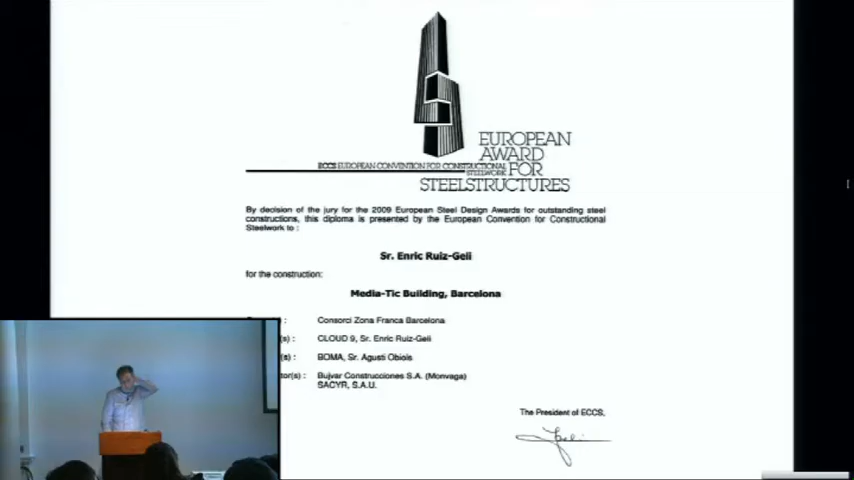 EUROPEAN
AWARD
ECCS EUROPEAN CONVENTION FOR CONSTRUCTIONAL
STEELWORK
FOR
STEELSTRUCTURES
By decision of the jury for the 2009 European Steel Design Awards for outstanding steel
constructions, this diploma is presented by the European Convention for Constructional
Steelwork to :
Sr. Enric Ruiz-Geli
for the construction:
Media-Tic Building, Barcelona
: Consorci Zona Franca Barcelona
(s) : CLOUD 9, Sr. Enric Ruiz-Geli
(s) : BOMA, Sr. Agusti Obiols
tor(s) : Bujvar Construcciones S.A. (Monvaga)
SACYR, S.A.U.
The President of ECCS,